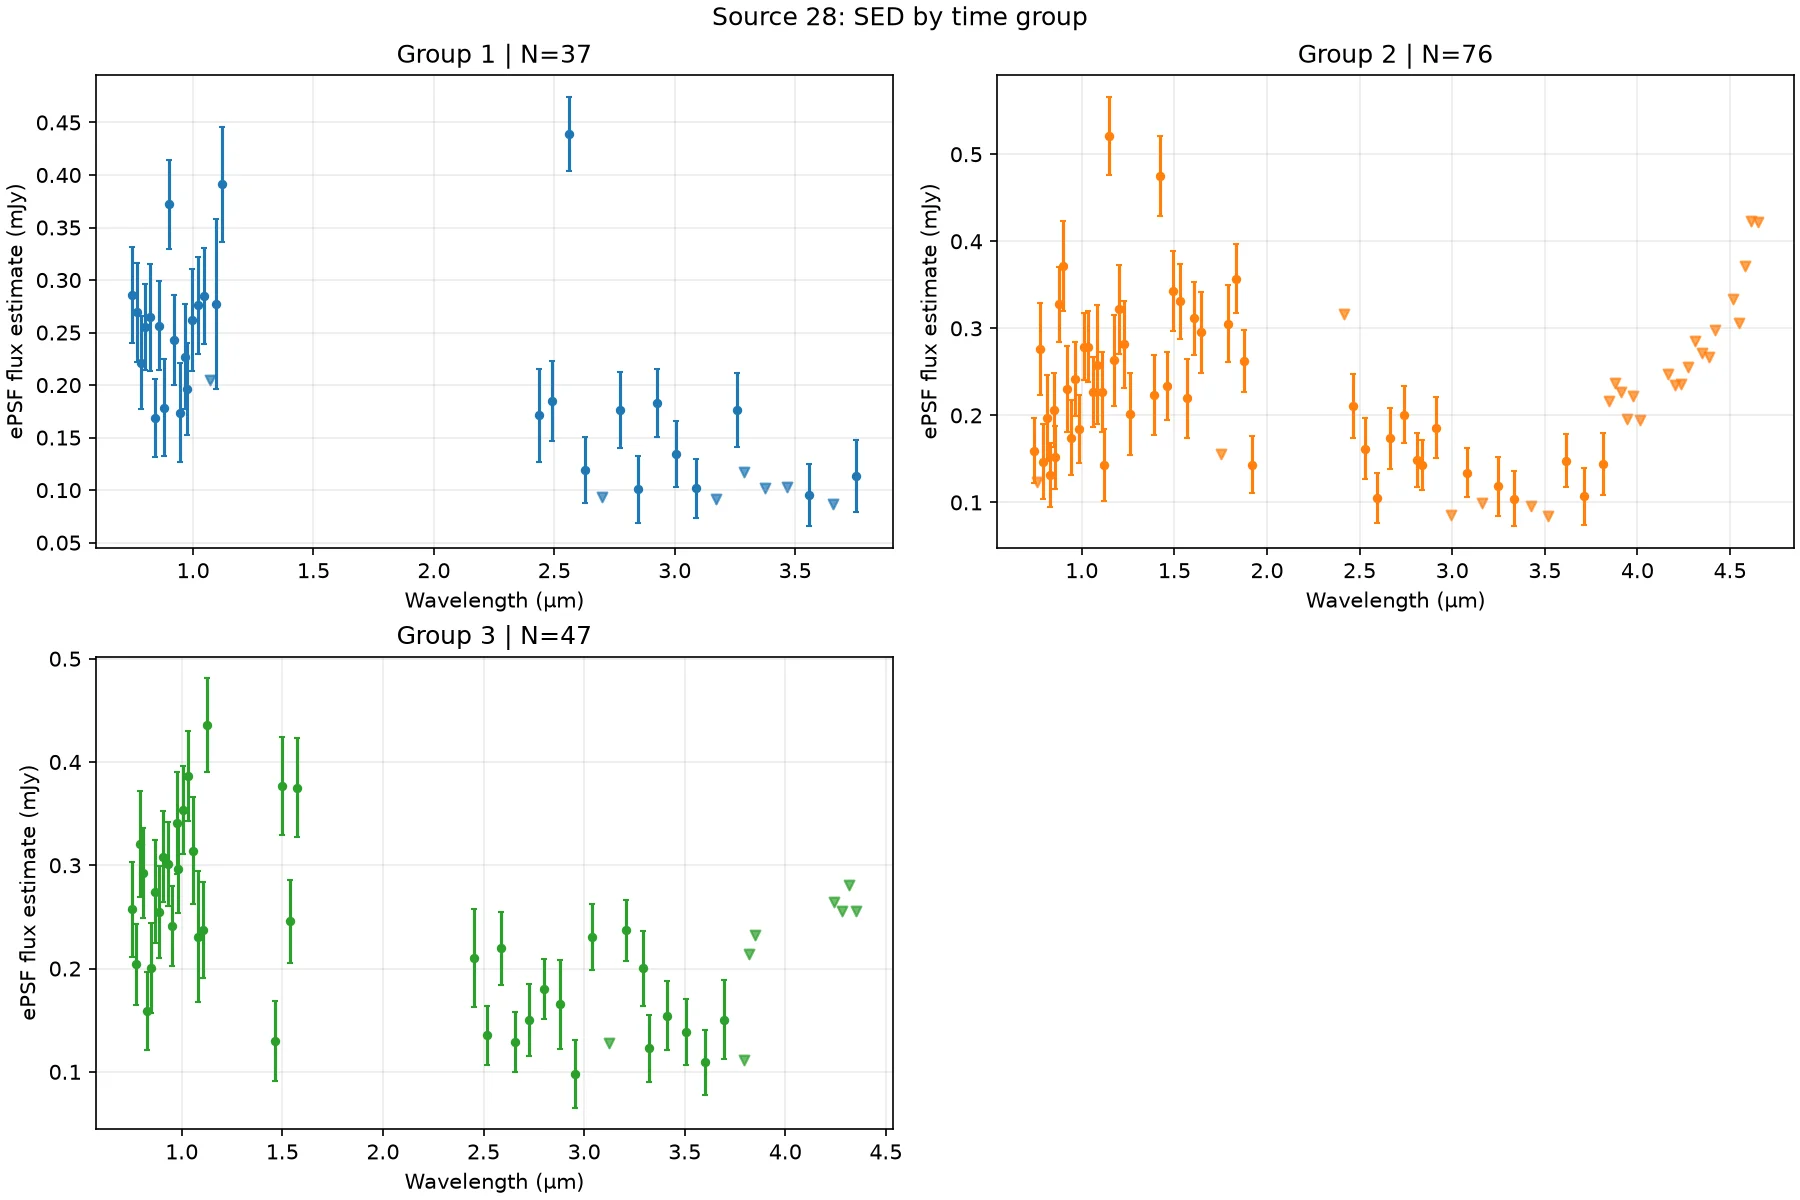 Source 28: SED by time group
Group 1 | N=37
ePSF flux estimate (mJy)
0.45
0.40
0.35
0.30
0.25
0.20
0.15
0.10
0.05
1.0 1.5 2.0 2.5 3.0 3.5
Wavelength (μm)
Group 2 | N=76
ePSF flux estimate (mJy)
0.5
0.4
0.3
0.2
0.1
1.0 1.5 2.0 2.5 3.0 3.5 4.0 4.5
Wavelength (μm)
Group 3 | N=47
ePSF flux estimate (mJy)
0.5
0.4
0.3
0.2
0.1
1.0 1.5 2.0 2.5 3.0 3.5 4.0 4.5
Wavelength (μm)